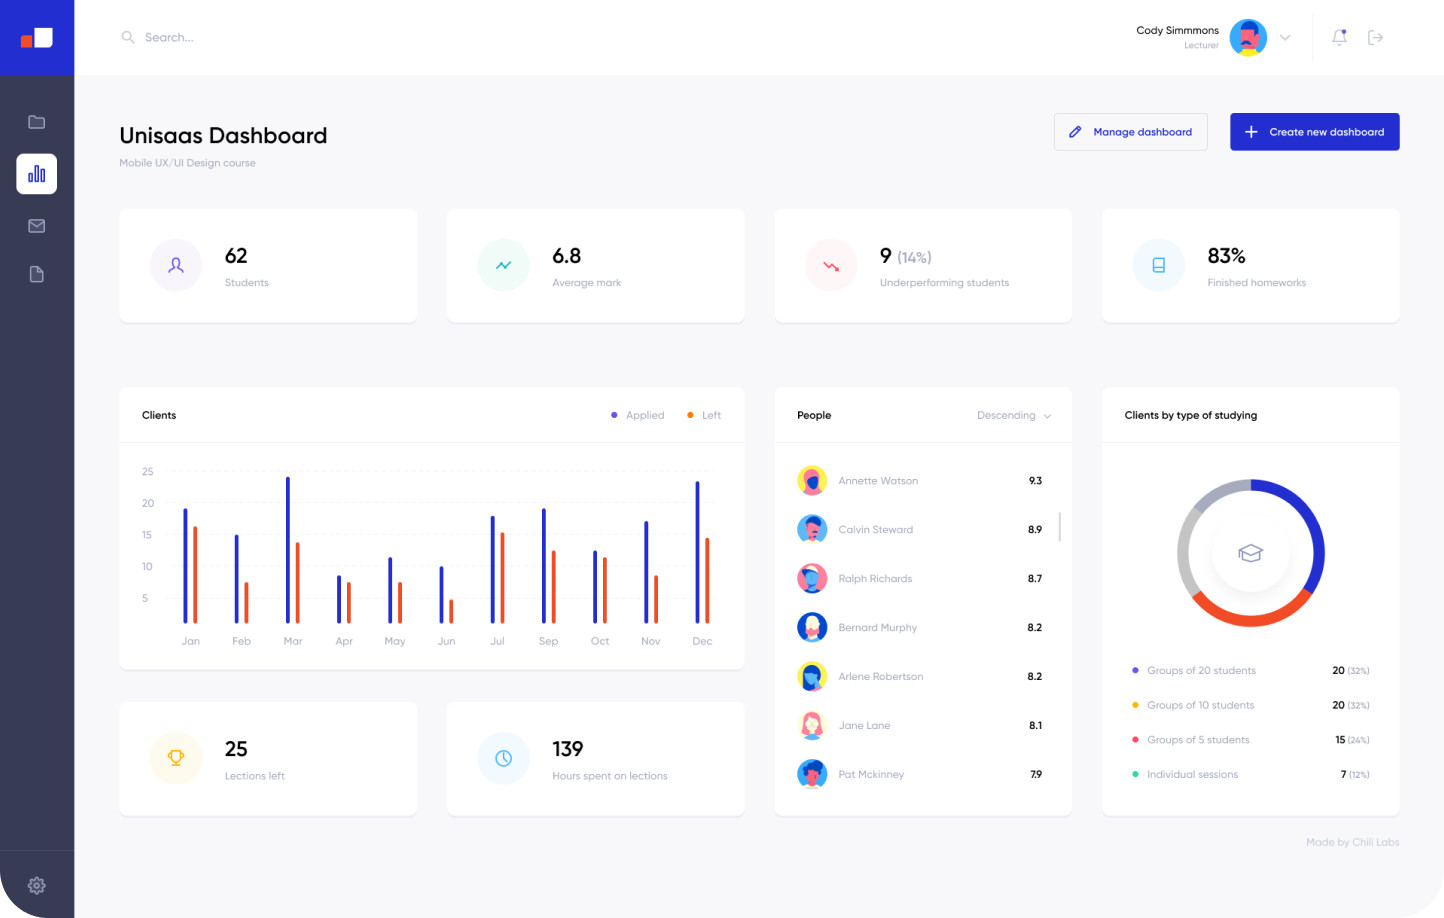 Search...
Cody Simmmons
Lecturer
Unisaas Dashboard
Mobile UX/UI Design course
Manage dashboard
Create new dashboard
62
Students
6.8
Average mark
9 (14%)
Underperforming students
83%
Finished homeworks
Clients
Applied
Left
25
20
15
10
5
Jan Feb Mar Apr May Jun Jul Sep Oct Nov Dec
25
Lections left
139
Hours spent on lections
People
Descending
Annette Watson 9.3
Calvin Steward 8.9
Ralph Richards 8.7
Bernard Murphy 8.2
Arlene Robertson 8.2
Jane Lane 8.1
Pat Mckinney 7.9
Clients by type of studying
Groups of 20 students 20 (32%)
Groups of 10 students 20 (32%)
Groups of 5 students 15 (24%)
Individual sessions 7 (12%)
Made by Chili Labs